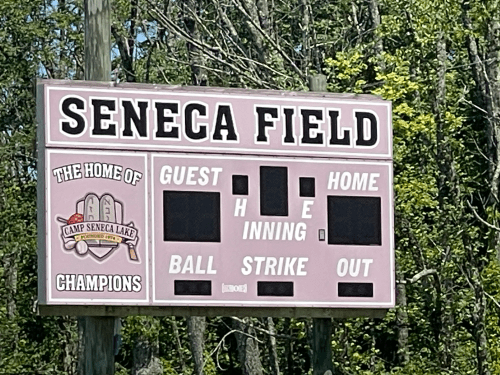 SENECA FIELD
THE HOME OF
CAMP SENECA LAKE
CHAMPIONS
GUEST
HOME
H
E
INNING
BALL
STRIKE
OUT